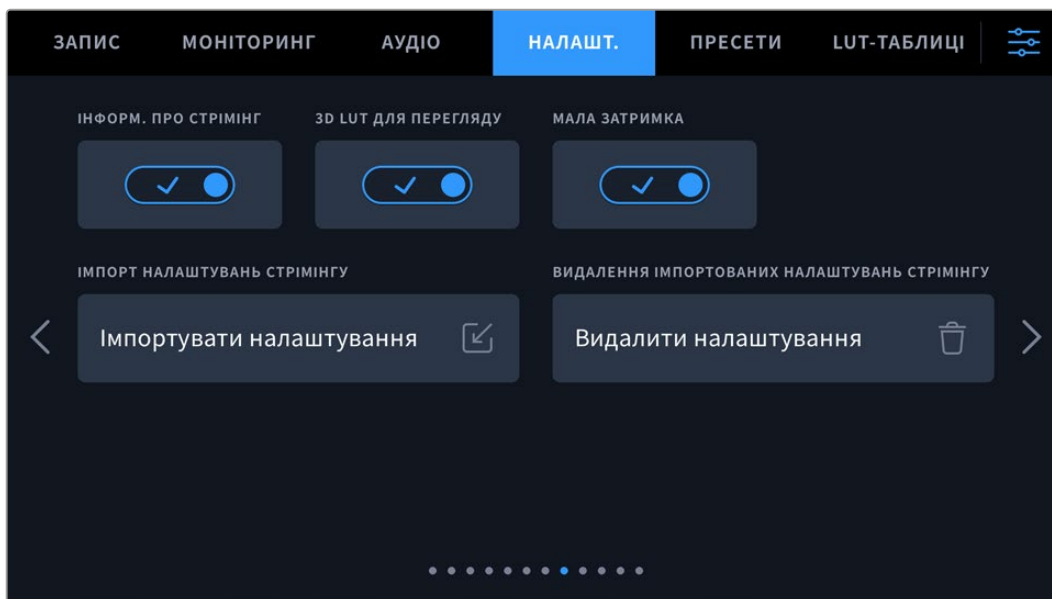 ЗАПИС МОНІТОРИНГ АУДІО НАЛАШТ. ПРЕСЕТИ LUT-ТАБЛИЦІ
ІНФОРМ. ПРО СТРІМІНГ 3D LUT ДЛЯ ПЕРЕГЛЯДУ МАЛА ЗАТРИМКА
ІМПОРТ НАЛАШТУВАНЬ СТРІМІНГУ ВИДАЛЕННЯ ІМПОРТОВАНИХ НАЛАШТУВАНЬ СТРІМІНГУ
Імпортувати налаштування Видалити налаштування